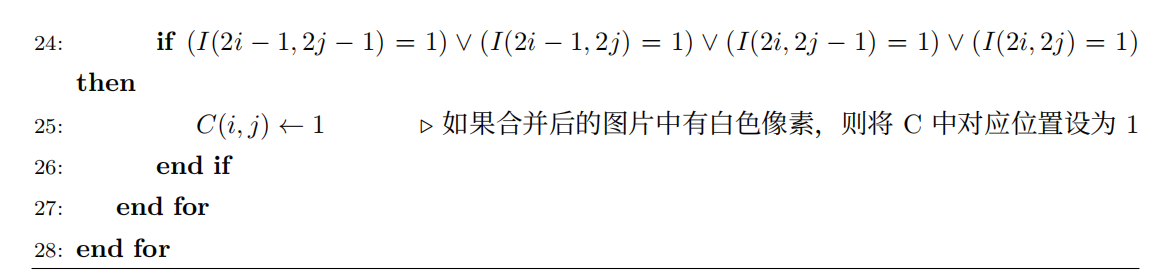 24: if (I(2i − 1, 2j − 1) = 1) ∨ (I(2i − 1, 2j) = 1) ∨ (I(2i, 2j − 1) = 1) ∨ (I(2i, 2j) = 1)
then
25: C(i, j) ← 1 ▷ 如果合并后的图片中有白色像素，则将 C 中对应位置设为 1
26: end if
27: end for
28: end for